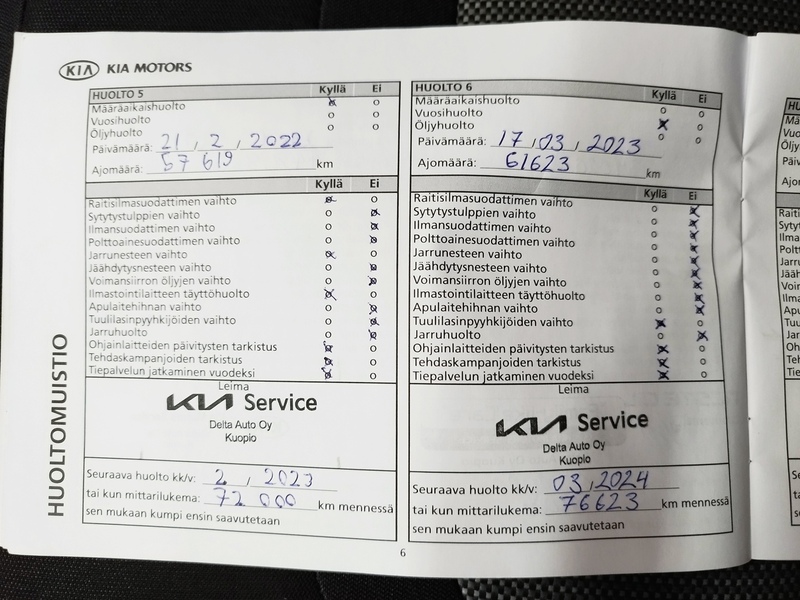 KIA KIA MOTORS
HUOLTOMUISTIO
HUOLTO 5 Kyllä Ei
Määräaikaishuolto
Vuosihuolto
Öljyhuolto
Päivämäärä: 21, 2, 2022
Ajomäärä: 57 619 km
Kyllä Ei
Raitisilmasuodattimen vaihto
Sytytystulppien vaihto
Ilmansuodattimen vaihto
Polttoainesuodattimen vaihto
Jarrunesteen vaihto
Jäähdytysnesteen vaihto
Voimansiirron öljyjen vaihto
Ilmastointilaitteen täyttöhuolto
Apulaitehihnan vaihto
Tuulilasinpyyhkijöiden vaihto
Jarruhuolto
Ohjainlaitteiden päivitysten tarkistus
Tehdaskampanjoiden tarkistus
Tiepalvelun jatkaminen vuodeksi
Leima
KIA Service
Delta Auto Oy
Kuopio
Seuraava huolto kk/v: 2, 2023
tai kun mittarilukema: 72 000 km mennessä
sen mukaan kumpi ensin saavutetaan
HUOLTO 6 Kyllä Ei
Määräaikaishuolto
Vuosihuolto
Öljyhuolto
Päivämäärä: 17, 03, 2023
Ajomäärä: 61623 km
Kyllä Ei
Raitisilmasuodattimen vaihto
Sytytystulppien vaihto
Ilmansuodattimen vaihto
Polttoainesuodattimen vaihto
Jarrunesteen vaihto
Jäähdytysnesteen vaihto
Voimansiirron öljyjen vaihto
Ilmastointilaitteen täyttöhuolto
Apulaitehihnan vaihto
Tuulilasinpyyhkijöiden vaihto
Jarruhuolto
Ohjainlaitteiden päivitysten tarkistus
Tehdaskampanjoiden tarkistus
Tiepalvelun jatkaminen vuodeksi
Leima
KIA Service
Delta Auto Oy
Kuopio
Seuraava huolto kk/v: 03, 2024
tai kun mittarilukema: 76623 km mennessä
sen mukaan kumpi ensin saavutetaan
6